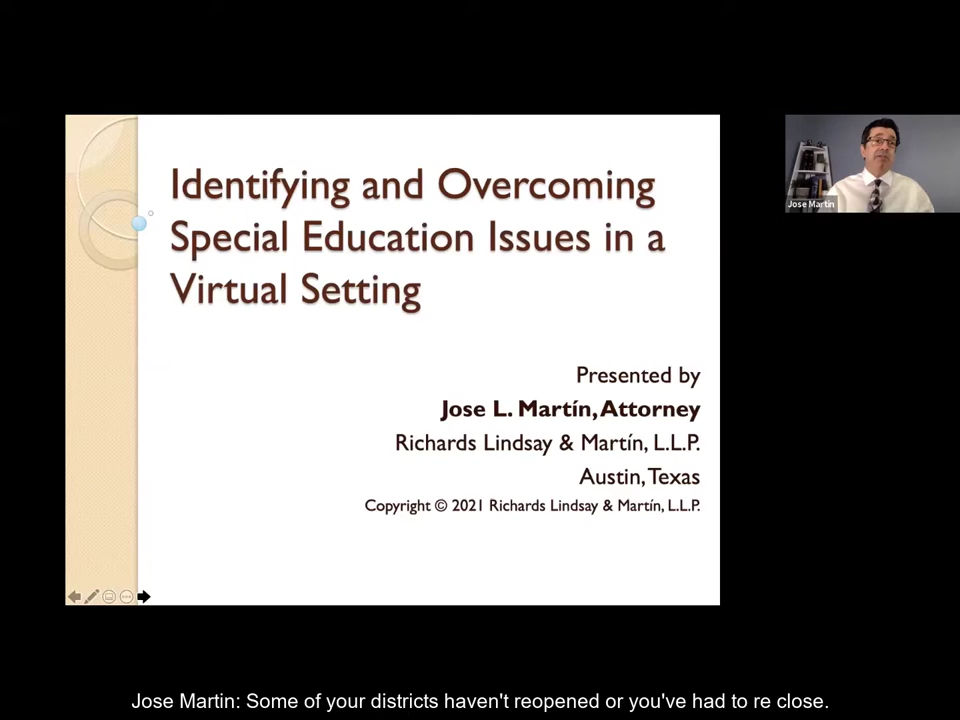 Identifying and Overcoming
Special Education Issues in a
Virtual Setting
Presented by
Jose L. Martín, Attorney
Richards Lindsay & Martín, L.L.P.
Austin, Texas
Copyright © 2021 Richards Lindsay & Martín, L.L.P.
Jose Martin
Jose Martin: Some of your districts haven't reopened or you've had to re close.